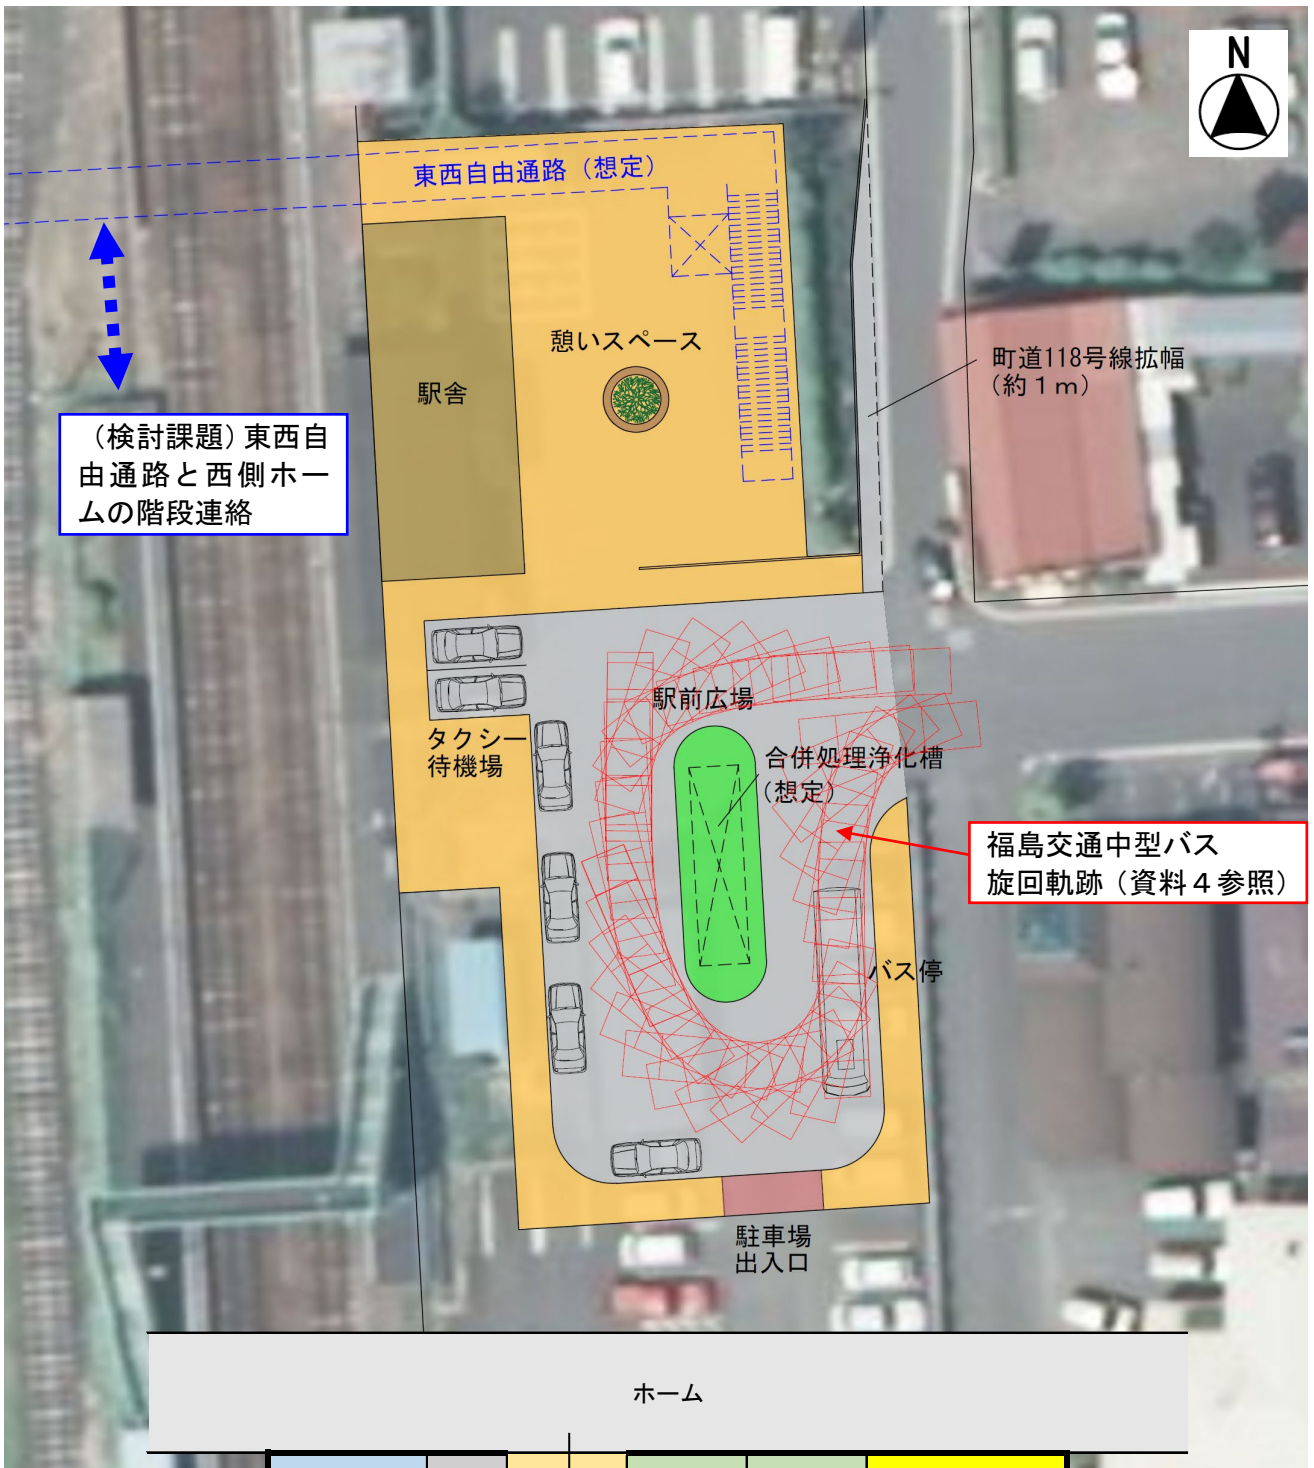 N
東西自由通路（想定）
憩いスペース
駅舎
町道118号線拡幅
（約１ｍ）
（検討課題）東西自
由通路と西側ホー
ムの階段連絡
駅前広場
タクシー
待機場
合併処理浄化槽
（想定）
福島交通中型バス
旋回軌跡（資料４参照）
バス停
駐車場
出入口
ホーム